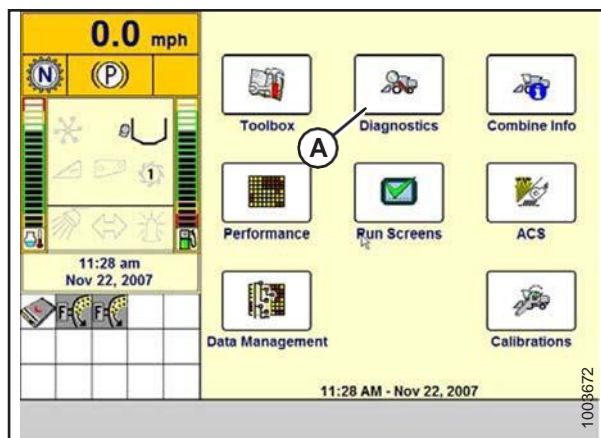 0.0 mph
N
(P)
1
11:28 am
Nov 22, 2007
F
F
Toolbox
Diagnostics
Combine Info
A
Performance
Run Screens
ACS
Data Management
Calibrations
11:28 AM - Nov 22, 2007
1003672